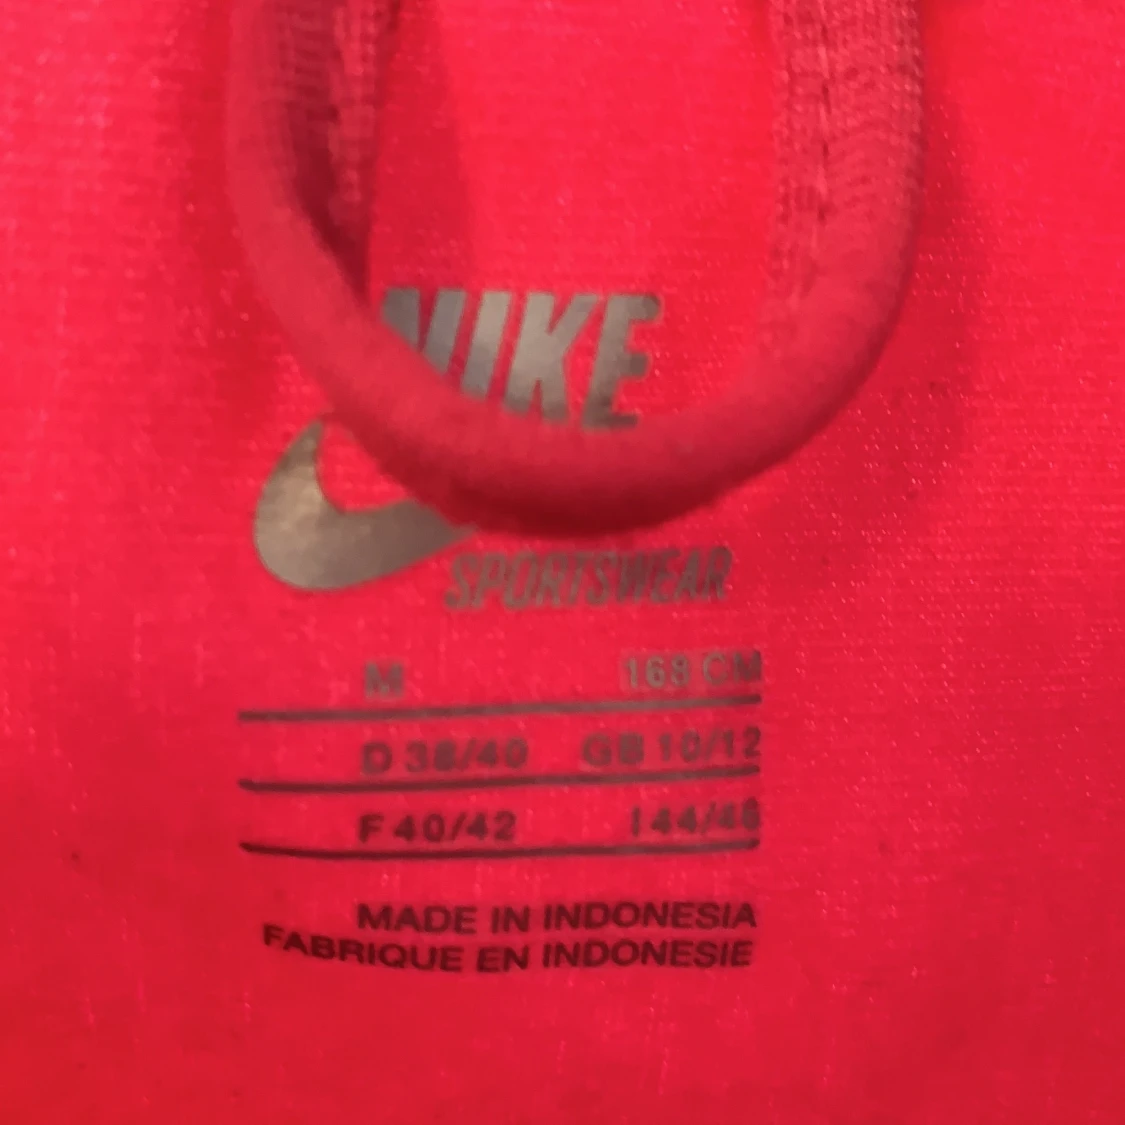 NIKE
SPORTSWEAR
M 168 CM
D 38/40 GB 10/12
F 40/42 I 44/46
MADE IN INDONESIA
FABRIQUE EN INDONESIE